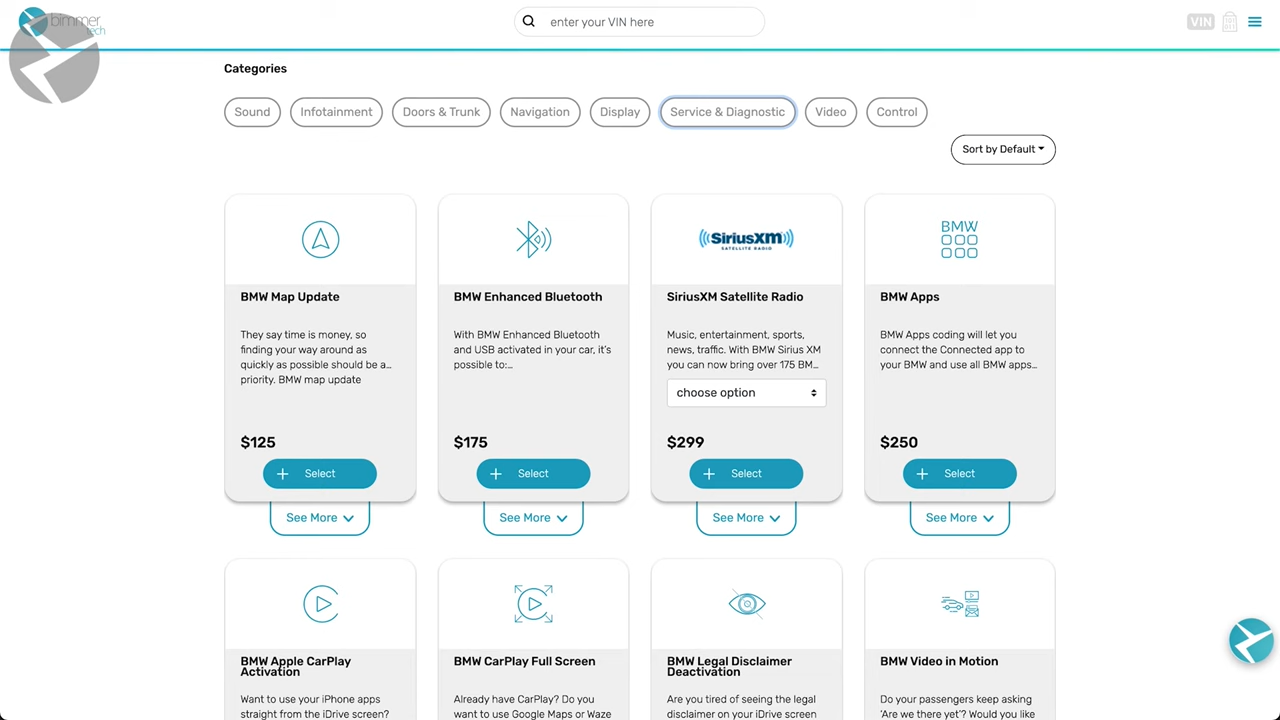 bimmer
tech
enter your VIN here
VIN
Categories
Sound
Infotainment
Doors & Trunk
Navigation
Display
Service & Diagnostic
Video
Control
Sort by Default
SiriusXM
SATELLITE RADIO
BMW
BMW Map Update
They say time is money, so
finding your way around as
quickly as possible should be a...
priority. BMW map update
$125
Select
See More
BMW Enhanced Bluetooth
With BMW Enhanced Bluetooth
and USB activated in your car, it's
possible to:...
$175
Select
See More
SiriusXM Satellite Radio
Music, entertainment, sports,
news, traffic. With BMW Sirius XM
you can now bring over 175 BM...
choose option
$299
Select
See More
BMW Apps
BMW Apps coding will let you
connect the Connected app to
your BMW and use all BMW apps...
$250
Select
See More
BMW Apple CarPlay
Activation
Want to use your iPhone apps
straight from the iDrive screen?
BMW CarPlay Full Screen
Already have CarPlay? Do you
want to use Google Maps or Waze
BMW Legal Disclaimer
Deactivation
Are you tired of seeing the legal
disclaimer on your iDrive screen
BMW Video in Motion
Do your passengers keep asking
'Are we there yet'? Would you like